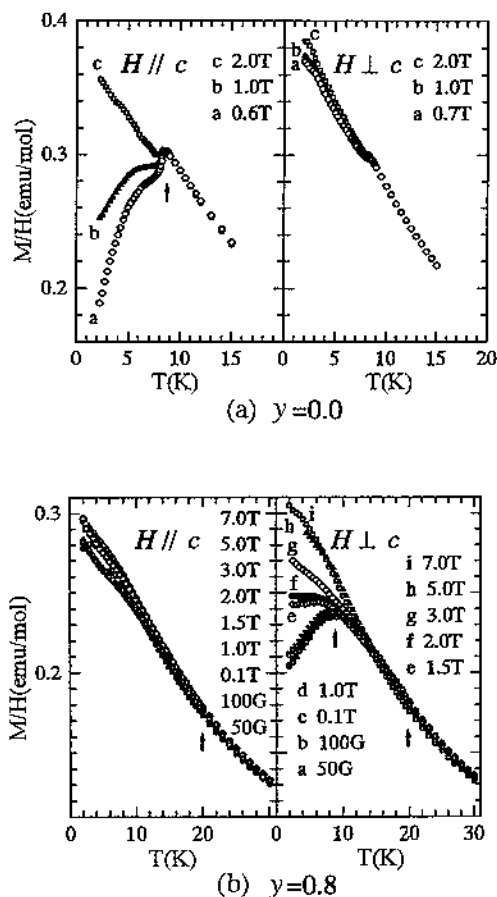 0.4
c H // c
c 2.0T
b 1.0T
a 0.6T
b c H ⊥ c
a
c 2.0T
b 1.0T
a 0.7T
M/H(emu/mol)
0.3
b
0.2
a
0 5 10 15 0 5 10 15 20
T(K) T(K)
(a) y=0.0
0.3
H // c
7.0T
5.0T
3.0T
2.0T
1.5T
1.0T
0.1T
100G
50G
h i H ⊥ c
g
f
e
i 7.0T
h 5.0T
g 3.0T
f 2.0T
e 1.5T
d 1.0T
c 0.1T
b 100G
a 50G
M/H(emu/mol)
0.2
0 10 20 0 10 20 30
T(K) T(K)
(b) y=0.8